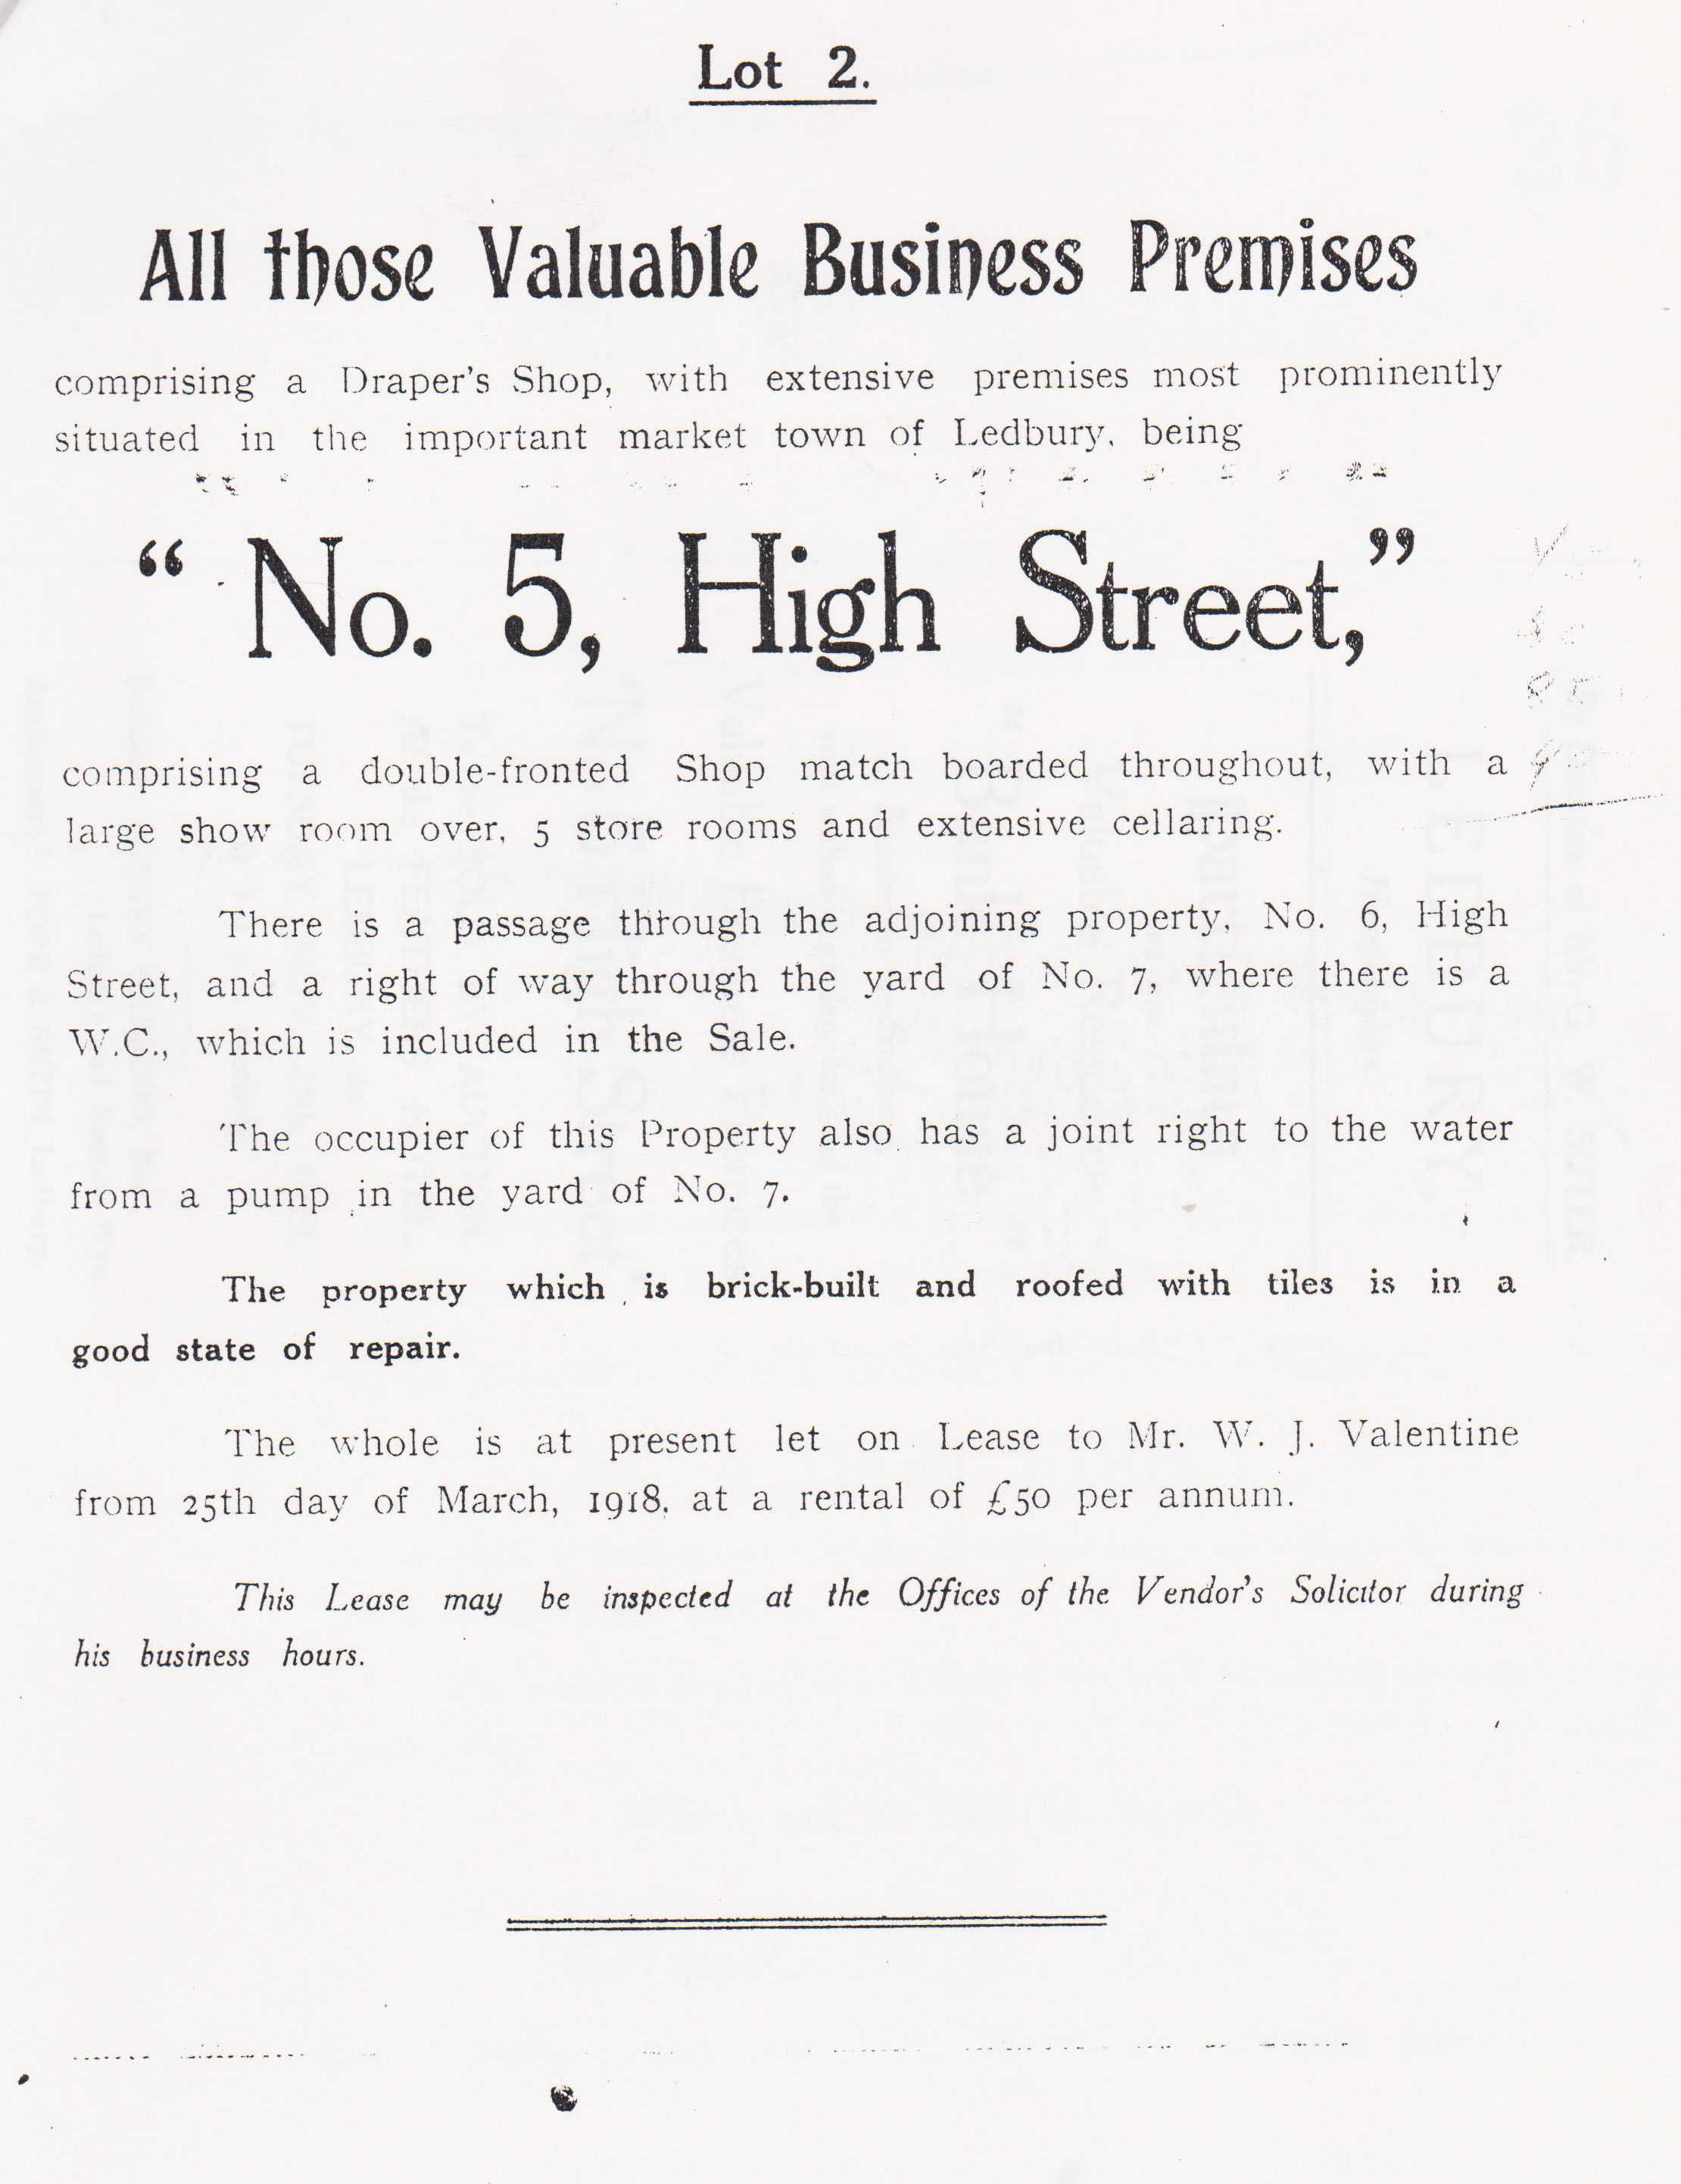 Lot 2.
All those Valuable Business Premises
comprising a Draper's Shop, with extensive premises most prominently
situated in the important market town of Ledbury, being
“ No. 5, High Street,”
comprising a double-fronted Shop match boarded throughout, with a
large show room over, 5 store rooms and extensive cellaring.
There is a passage through the adjoining property, No. 6, High
Street, and a right of way through the yard of No. 7, where there is a
W.C., which is included in the Sale.
The occupier of this Property also has a joint right to the water
from a pump in the yard of No. 7.
The property which is brick-built and roofed with tiles is in a
good state of repair.
The whole is at present let on Lease to Mr. W. J. Valentine
from 25th day of March, 1918, at a rental of £50 per annum.
This Lease may be inspected at the Offices of the Vendor's Solicitor during
his business hours.